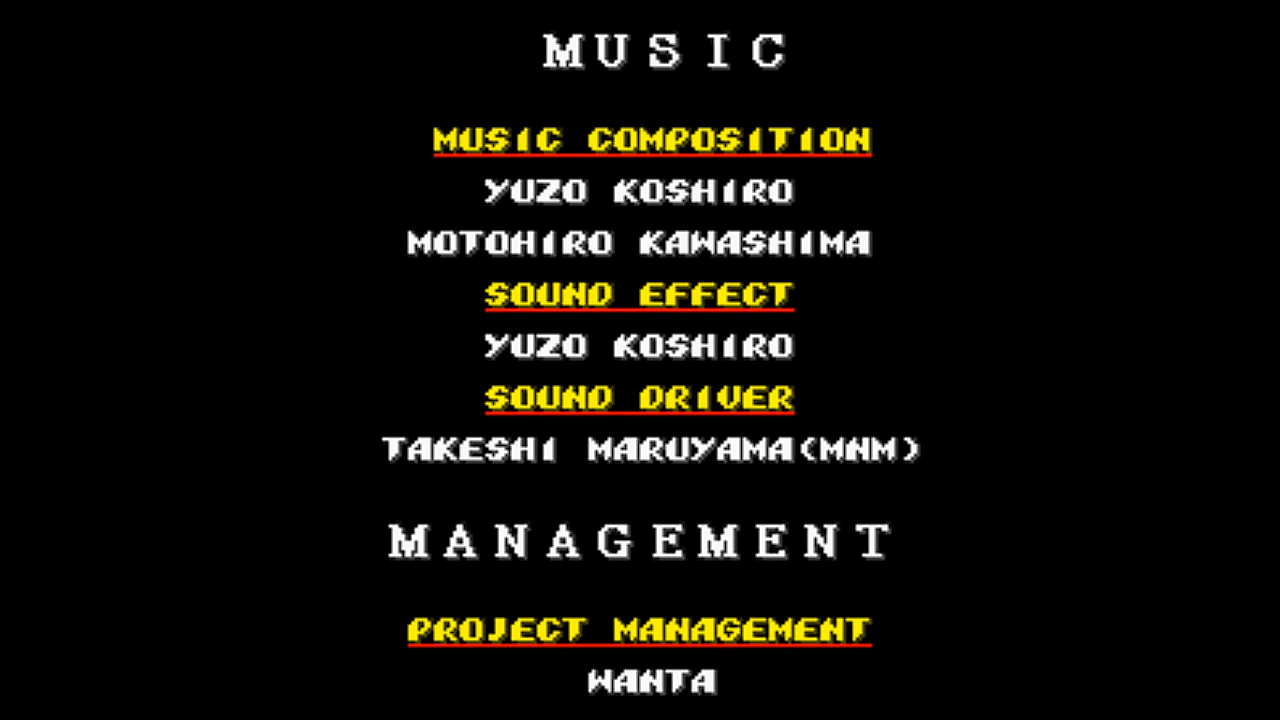 MUSIC
MUSIC COMPOSITION
YUZO KOSHIRO
MOTOHIRO KAWASHIMA
SOUND EFFECT
YUZO KOSHIRO
SOUND DRIVER
TAKESHI MARUYAMA(MNM)
MANAGEMENT
PROJECT MANAGEMENT
WANTA